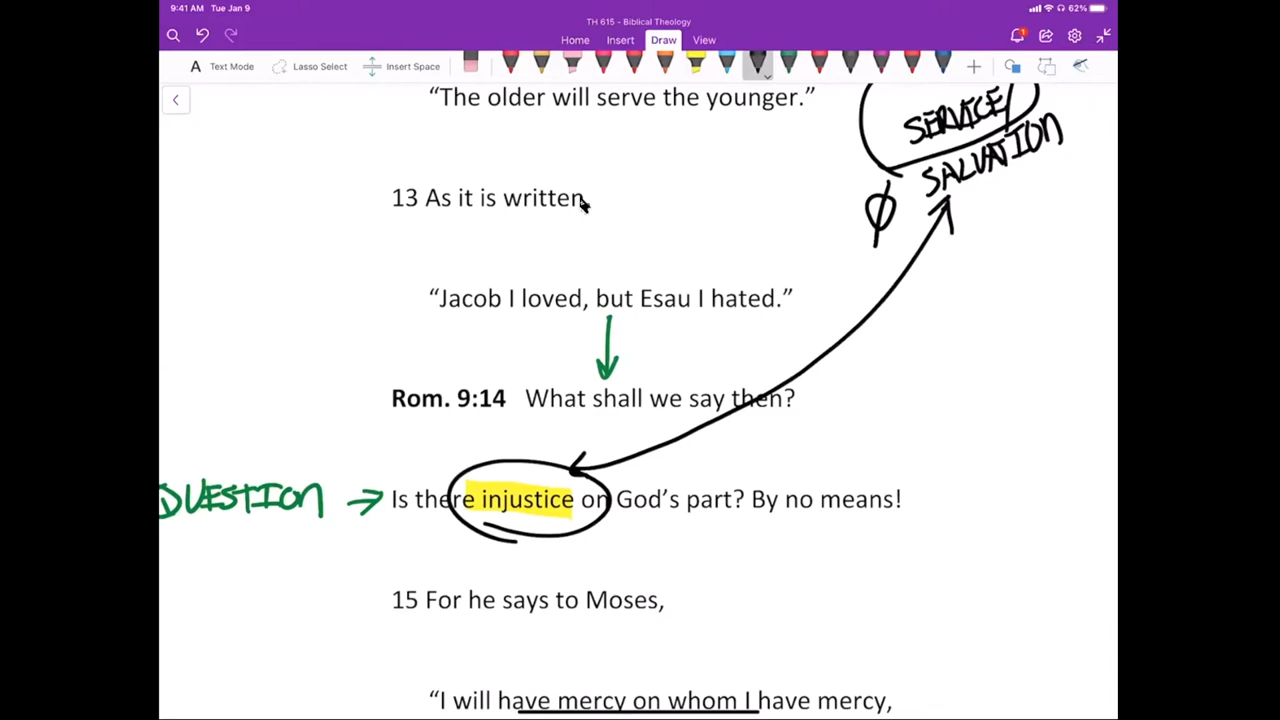 9:41 AM Tue Jan 9
62%
TH 615 - Biblical Theology
Home Insert Draw View
1
A Text Mode Lasso Select Insert Space
“The older will serve the younger.”
SERVICE/
SALVATION
13 As it is written,
“Jacob I loved, but Esau I hated.”
Rom. 9:14 What shall we say then?
QUESTION → Is there injustice on God’s part? By no means!
15 For he says to Moses,
“I will have mercy on whom I have mercy,